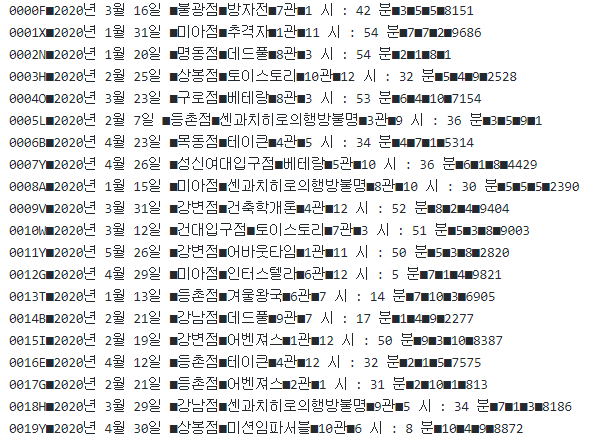 0000F■2020년 3월 16일 ■불광점■방자전■7관■1 시 : 42 분■3■5■5■8151
0001X■2020년 1월 31일 ■미아점■추격자■1관■11 시 : 54 분■7■7■2■9686
0002N■2020년 1월 20일 ■명동점■데드풀■8관■3 시 : 54 분■2■1■8■1
0003H■2020년 2월 25일 ■상봉점■토이스토리■10관■12 시 : 32 분■5■4■9■2528
0004O■2020년 3월 23일 ■구로점■베테랑■8관■3 시 : 53 분■6■4■10■7154
0005L■2020년 2월 7일 ■등촌점■센과치히로의행방불명■3관■9 시 : 36 분■3■5■9■1
0006B■2020년 4월 23일 ■목동점■테이큰■4관■5 시 : 34 분■4■7■1■5314
0007Y■2020년 4월 26일 ■성신여대입구점■베테랑■5관■10 시 : 36 분■6■1■8■4429
0008A■2020년 1월 15일 ■미아점■센과치히로의행방불명■8관■10 시 : 30 분■5■5■5■2390
0009V■2020년 3월 31일 ■강변점■건축학개론■4관■12 시 : 52 분■8■2■4■9404
0010W■2020년 3월 12일 ■건대입구점■토이스토리■7관■3 시 : 51 분■5■3■8■9003
0011Y■2020년 5월 26일 ■강변점■어바웃타임■1관■11 시 : 50 분■5■3■8■2820
0012G■2020년 4월 29일 ■미아점■인터스텔라■6관■12 시 : 5 분■7■1■4■9821
0013T■2020년 1월 13일 ■등촌점■겨울왕국■6관■7 시 : 14 분■7■10■3■6905
0014B■2020년 2월 21일 ■강남점■데드풀■9관■7 시 : 17 분■1■4■9■2277
0015I■2020년 2월 19일 ■강변점■어벤져스■1관■12 시 : 50 분■9■3■10■8387
0016E■2020년 4월 12일 ■등촌점■테이큰■4관■12 시 : 32 분■2■1■5■7575
0017G■2020년 2월 21일 ■등촌점■어벤져스■2관■1 시 : 31 분■2■10■1■813
0018H■2020년 3월 29일 ■강남점■센과치히로의행방불명■9관■5 시 : 34 분■7■1■3■8186
0019Y■2020년 4월 30일 ■상봉점■미션임파서블■10관■6 시 : 8 분■10■4■9■8872